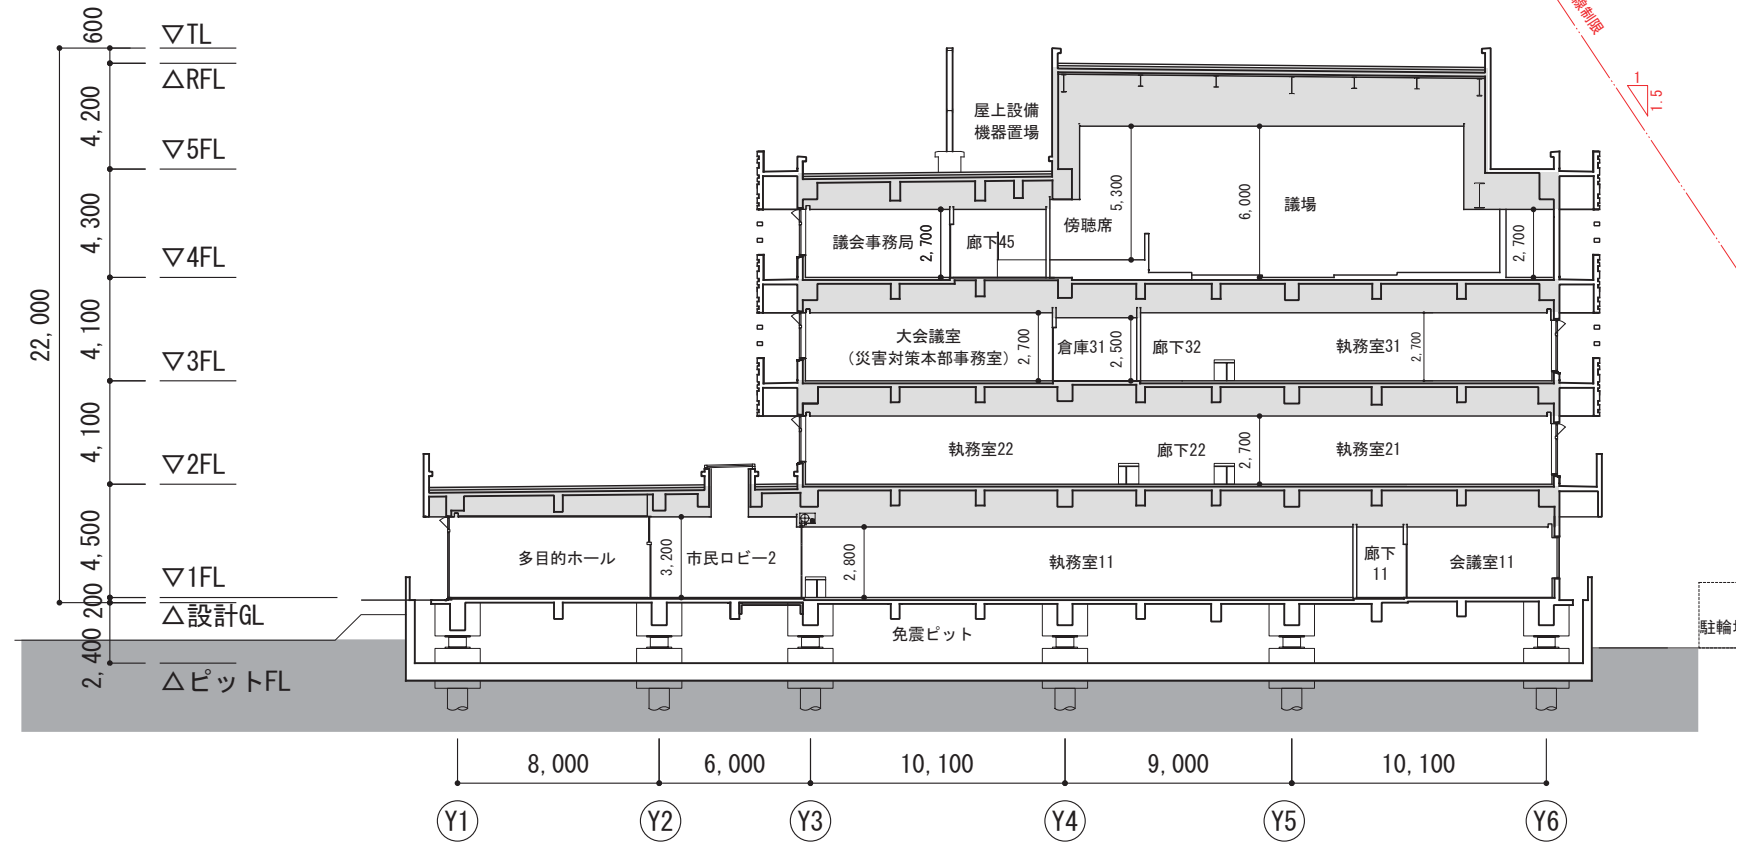 600
▽TL
△RFL
4,200
▽5FL
4,300
▽4FL
4,100
▽3FL
4,100
▽2FL
4,500
▽1FL
200
△設計GL
2,400
△ピットFL
22,000
線制限
1
1.5
屋上設備
機器置場
議会事務局
2,700
廊下45
傍聴席
5,300
6,000
議場
2,700
大会議室
(災害対策本部事務室)
2,700
倉庫31
2,500
廊下32
執務室31
2,700
執務室22
廊下22
2,700
執務室21
多目的ホール
3,200
市民ロビー2
2,800
執務室11
廊下
11
会議室11
免震ピット
駐輪
8,000
6,000
10,100
9,000
10,100
Y1
Y2
Y3
Y4
Y5
Y6